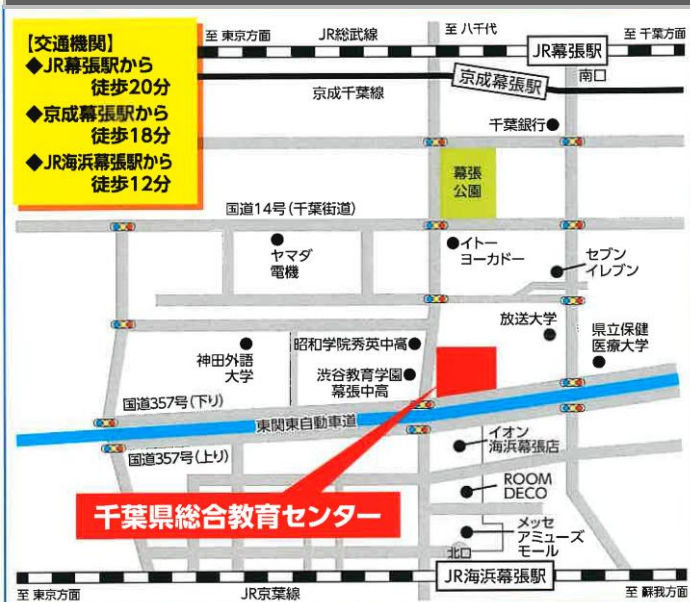 【交通機関】
◆JR幕張駅から
徒歩20分
◆京成幕張駅から
徒歩18分
◆JR海浜幕張駅から
徒歩12分
至 東京方面
JR総武線
至 八千代
JR幕張駅
至 千葉方面
南口
京成幕張駅
京成千葉線
千葉銀行
幕張
公園
国道14号(千葉街道)
ヤマダ
電機
イトー
ヨーカドー
セブン
イレブン
放送大学
県立保健
医療大学
神田外語
大学
昭和学院秀英中高
渋谷教育学園
幕張中高
国道357号(下り)
東関東自動車道
国道357号(上り)
イオン
海浜幕張店
ROOM
DECO
千葉県総合教育センター
メッセ
アミューズ
モール
北口
JR海浜幕張駅
至 東京方面
JR京葉線
至 蘇我方面